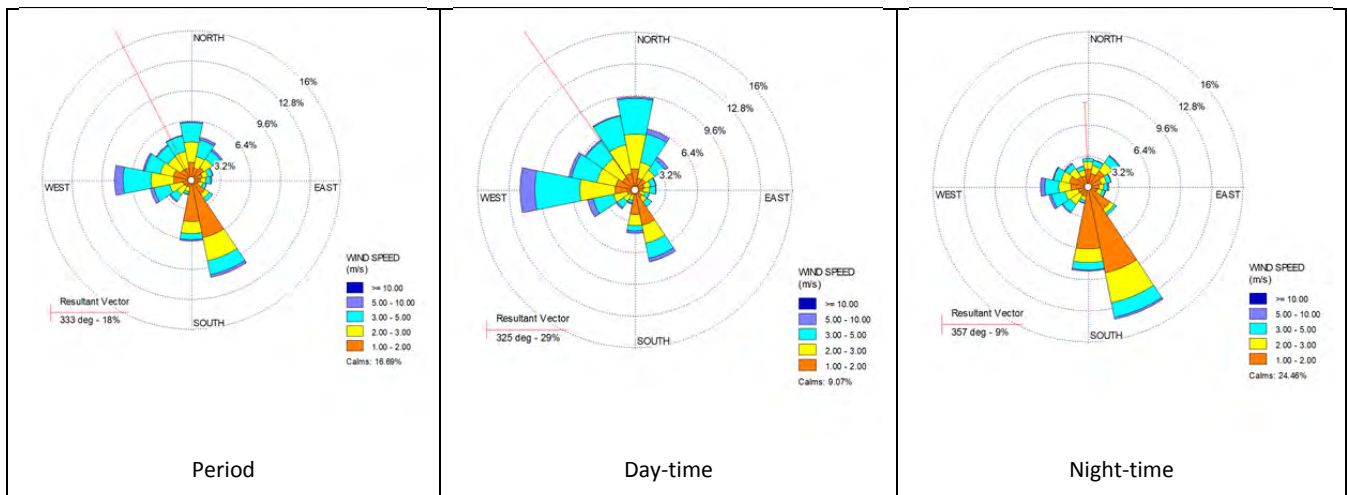 NORTH
16%
12.8%
9.6%
6.4%
3.2%
WEST
EAST
SOUTH
WIND SPEED
(m/s)
>= 10.00
5.00 - 10.00
3.00 - 5.00
2.00 - 3.00
1.00 - 2.00
Calms: 16.69%
Resultant Vector
333 deg - 18%
Period
NORTH
16%
12.8%
9.6%
6.4%
3.2%
WEST
EAST
SOUTH
WIND SPEED
(m/s)
>= 10.00
5.00 - 10.00
3.00 - 5.00
2.00 - 3.00
1.00 - 2.00
Calms: 9.07%
Resultant Vector
325 deg - 29%
Day-time
NORTH
16%
12.8%
9.6%
6.4%
3.2%
WEST
EAST
SOUTH
WIND SPEED
(m/s)
>= 10.00
5.00 - 10.00
3.00 - 5.00
2.00 - 3.00
1.00 - 2.00
Calms: 24.46%
Resultant Vector
357 deg - 9%
Night-time